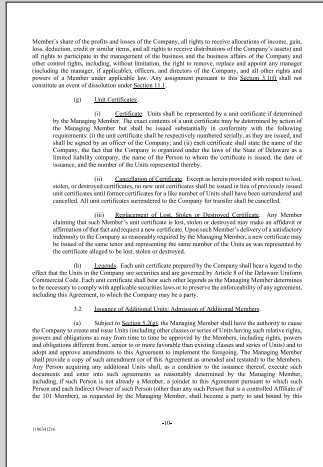 Member's share of the profits and losses of the Company, all rights to receive allocations of income, gain,
loss, deduction, credit or similar items, and all rights to receive distributions of the Company's assets) and
all rights to participate in the management of the business and the business affairs of the Company and
other control rights, including, without limitation, the right to remove, replace and appoint any manager
(including the manager, if applicable), officers, and directors of the Company, and all other rights and
powers of a Member under applicable law. Any assignment pursuant to this Section 3.1(f) shall not
constitute an event of dissolution under Section 11.1.
(g) Unit Certificates.
(i) Certificate. Units shall be represented by a unit certificate if determined
by the Managing Member. The exact contents of a unit certificate may be determined by action of
the Managing Member but shall be issued substantially in conformity with the following
requirements: (i) the unit certificate shall be respectively numbered serially, as they are issued, and
shall be signed by an officer of the Company; and (ii) each certificate shall state the name of the
Company, the fact that the Company is organized under the laws of the State of Delaware as a
limited liability company, the name of the Person to whom the certificate is issued, the date of
issuance, and the number of the Units represented thereby.
(ii) Cancellation of Certificate. Except as herein provided with respect to lost,
stolen, or destroyed certificates, no new unit certificates shall be issued in lieu of previously issued
unit certificates until former certificates for a like number of Units shall have been surrendered and
cancelled. All unit certificates surrendered to the Company for transfer shall be cancelled.
(iii) Replacement of Lost, Stolen or Destroyed Certificate. Any Member
claiming that such Member's unit certificate is lost, stolen or destroyed may make an affidavit or
affirmation of that fact and request a new certificate. Upon such Member's delivery of a satisfactory
indemnity to the Company as reasonably required by the Managing Member, a new certificate may
be issued of the same tenor and representing the same number of Units as was represented by
the certificate alleged to be lost, stolen or destroyed.
(h) Legends. Each unit certificate prepared by the Company shall bear a legend to the
effect that the Units in the Company are securities and are governed by Article 8 of the Delaware Uniform
Commercial Code. Each unit certificate shall bear such other legends as the Managing Member determines
to be necessary to comply with applicable securities laws or to preserve the enforceability of any agreement,
including this Agreement, to which the Company may be a party.
3.2 Issuance of Additional Units; Admission of Additional Members.
(a) Subject to Section 5.2(g), the Managing Member shall have the authority to cause
the Company to create and issue Units (including other classes or series of Units having such relative rights,
powers and obligations as may from time to time be approved by the Members, including rights, powers
and obligations different from, senior to or more favorable than existing classes and series of Units) and to
adopt and approve amendments to this Agreement to implement the foregoing. The Managing Member
shall provide a copy of such amendment (or of this Agreement as amended and restated) to the Members.
Any Person acquiring any additional Units, shall, as a condition to the issuance thereof, execute such
documents and enter into such agreements as reasonably determined by the Managing Member,
including, if such Person is not already a Member, a joinder to this Agreement pursuant to which such
Person and each Indirect Owner of such Person (other than any such Person that is a controlled Affiliate of
the 101 Member), as requested by the Managing Member, shall become a party to and bound by this
-10-